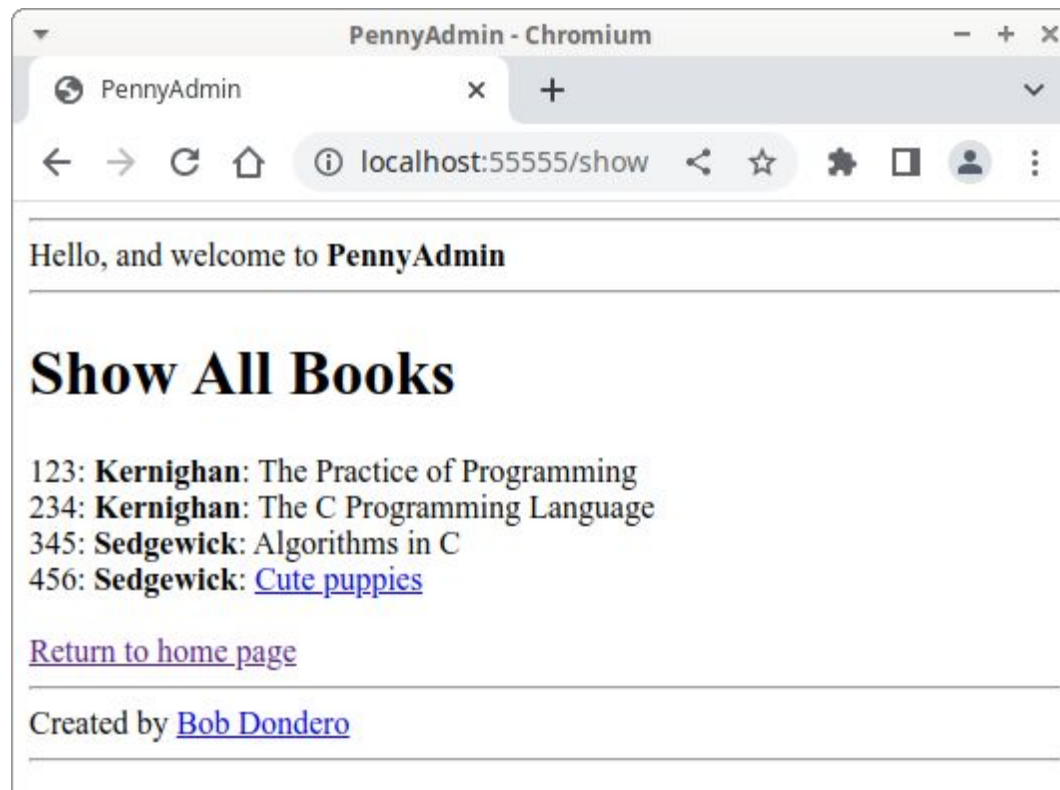 PennyAdmin - Chromium
PennyAdmin
localhost:55555/show
Hello, and welcome to PennyAdmin
Show All Books
123: Kernighan: The Practice of Programming
234: Kernighan: The C Programming Language
345: Sedgewick: Algorithms in C
456: Sedgewick: Cute puppies
Return to home page
Created by Bob Dondero